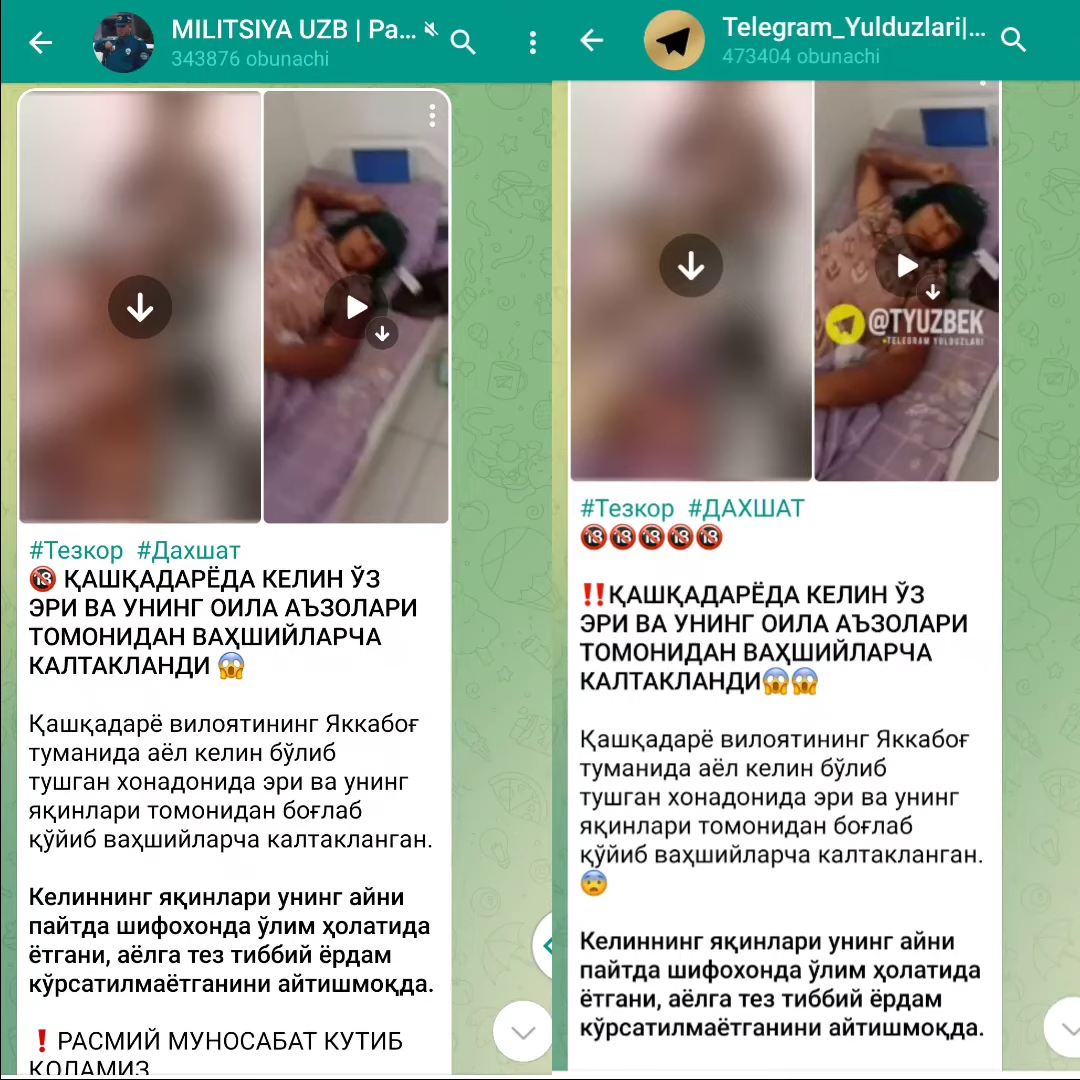 MILITSIYA UZB | Pa...
343876 obunachi
#Тезкор #Дахшат
🔞 ҚАШҚАДАРЁДА КЕЛИН ЎЗ
ЭРИ ВА УНИНГ ОИЛА АЪЗОЛАРИ
ТОМОНИДАН ВАҲШИЙЛАРЧА
КАЛТАКЛАНДИ 😱
Қашқадарё вилоятининг Яккабоғ
туманида аёл келин бўлиб
тушган хонадонида эри ва унинг
яқинлари томонидан боғлаб
қўйиб ваҳшийларча калтакланган.
Келиннинг яқинлари унинг айни
пайтда шифохонда ўлим ҳолатида
ётгани, аёлга тез тиббий ёрдам
кўрсатилмаётганини айтишмоқда.
❗ РАСМИЙ МУНОСАБАТ КУТИБ
ҚОЛАМИЗ
Telegram_Yulduzlari|...
473404 obunachi
@TYUZBEK
TELEGRAM YULDUZLARI
#Тезкор #ДАХШАТ
🔞🔞🔞🔞🔞
‼️ҚАШҚАДАРЁДА КЕЛИН ЎЗ
ЭРИ ВА УНИНГ ОИЛА АЪЗОЛАРИ
ТОМОНИДАН ВАҲШИЙЛАРЧА
КАЛТАКЛАНДИ😱😱
Қашқадарё вилоятининг Яккабоғ
туманида аёл келин бўлиб
тушган хонадонида эри ва унинг
яқинлари томонидан боғлаб
қўйиб ваҳшийларча калтакланган.
😨
Келиннинг яқинлари унинг айни
пайтда шифохонда ўлим ҳолатида
ётгани, аёлга тез тиббий ёрдам
кўрсатилмаётганини айтишмоқда.